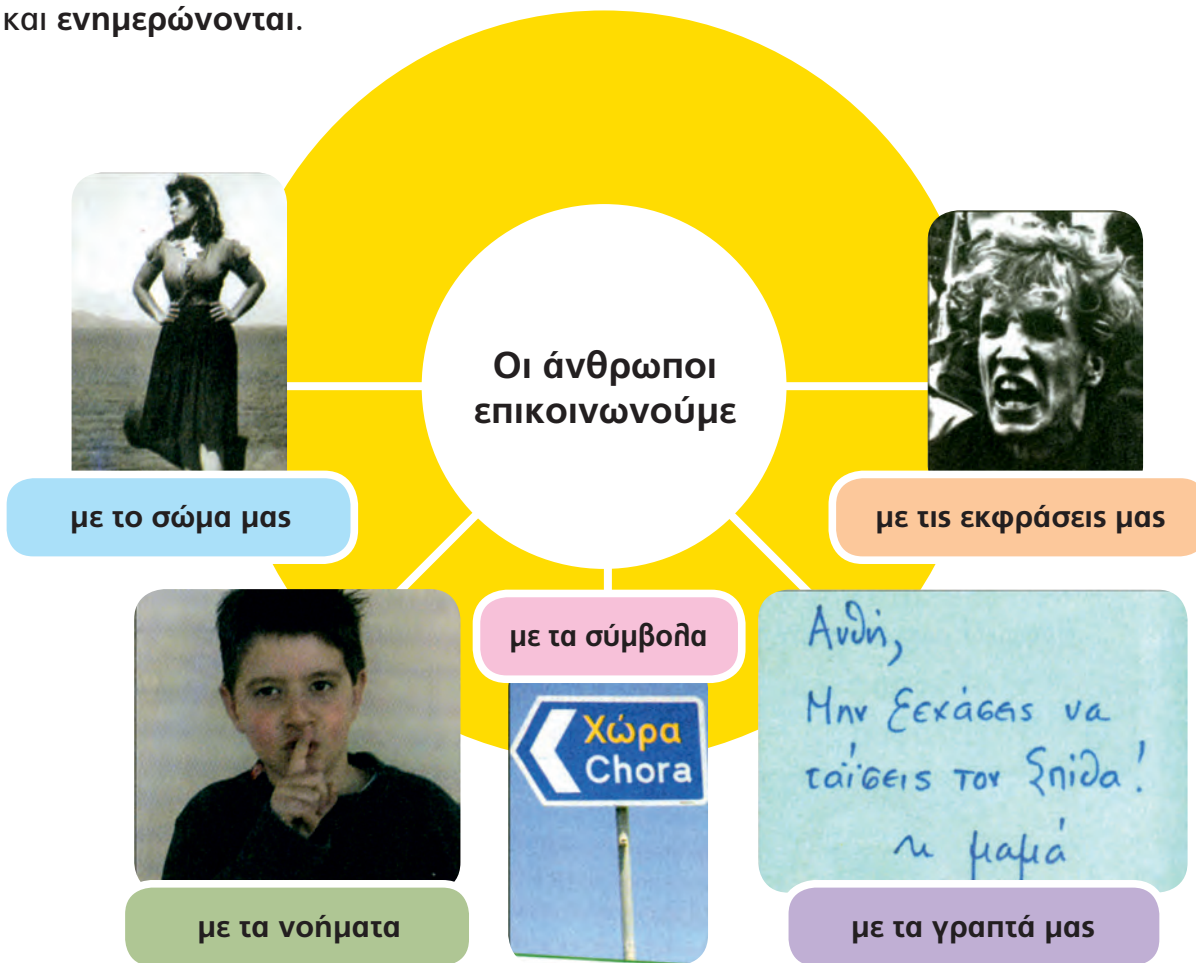 και ενημερώνονται.
Οι άνθρωποι
επικοινωνούμε
με το σώμα μας
με τις εκφράσεις μας
με τα σύμβολα
Χώρα
Chora
Ανθή,
Μην ξεχάσεις να
ταΐσεις τον Σπίθα!
η μαμά
με τα νοήματα
με τα γραπτά μας